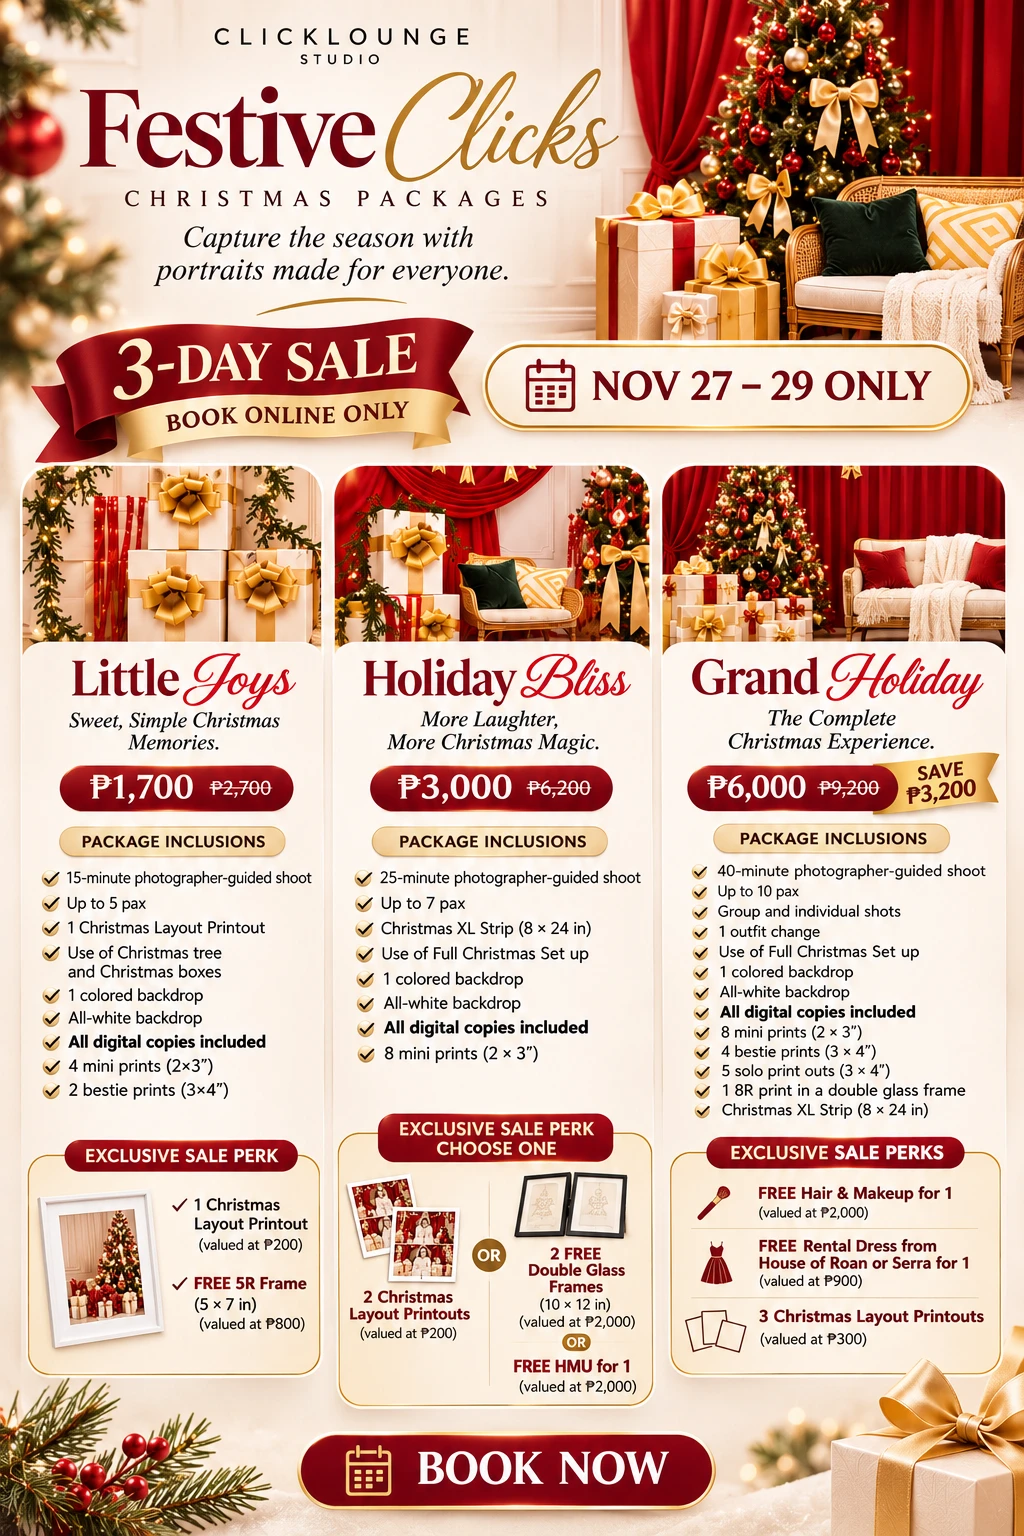 CLICKLOUNGE
STUDIO
Festive Clicks
CHRISTMAS PACKAGES
Capture the season with
portraits made for everyone.
3-DAY SALE
BOOK ONLINE ONLY
NOV 27 – 29 ONLY
Little Joys
Sweet, Simple Christmas
Memories.
₱1,700 ₱2,700
PACKAGE INCLUSIONS
15-minute photographer-guided shoot
Up to 5 pax
1 Christmas Layout Printout
Use of Christmas tree
and Christmas boxes
1 colored backdrop
All-white backdrop
All digital copies included
4 mini prints (2×3”)
2 bestie prints (3×4”)
EXCLUSIVE SALE PERK
1 Christmas
Layout Printout
(valued at ₱200)
FREE 5R Frame
(5 × 7 in)
(valued at ₱800)
Holiday Bliss
More Laughter,
More Christmas Magic.
₱3,000 ₱6,200
PACKAGE INCLUSIONS
25-minute photographer-guided shoot
Up to 7 pax
Christmas XL Strip (8 × 24 in)
Use of Full Christmas Set up
1 colored backdrop
All-white backdrop
All digital copies included
8 mini prints (2 × 3”)
EXCLUSIVE SALE PERK
CHOOSE ONE
2 Christmas
Layout Printouts
(valued at ₱200)
OR
2 FREE
Double Glass
Frames
(10 × 12 in)
(valued at ₱2,000)
OR
FREE HMU for 1
(valued at ₱2,000)
Grand Holiday
The Complete
Christmas Experience.
₱6,000 ₱9,200
SAVE
₱3,200
PACKAGE INCLUSIONS
40-minute photographer-guided shoot
Up to 10 pax
Group and individual shots
1 outfit change
Use of Full Christmas Set up
1 colored backdrop
All-white backdrop
All digital copies included
8 mini prints (2 × 3”)
4 bestie prints (3 × 4”)
5 solo print outs (3 × 4”)
1 8R print in a double glass frame
Christmas XL Strip (8 × 24 in)
EXCLUSIVE SALE PERKS
FREE Hair & Makeup for 1
(valued at ₱2,000)
FREE Rental Dress from
House of Roan or Serra for 1
(valued at ₱900)
3 Christmas Layout Printouts
(valued at ₱300)
BOOK NOW